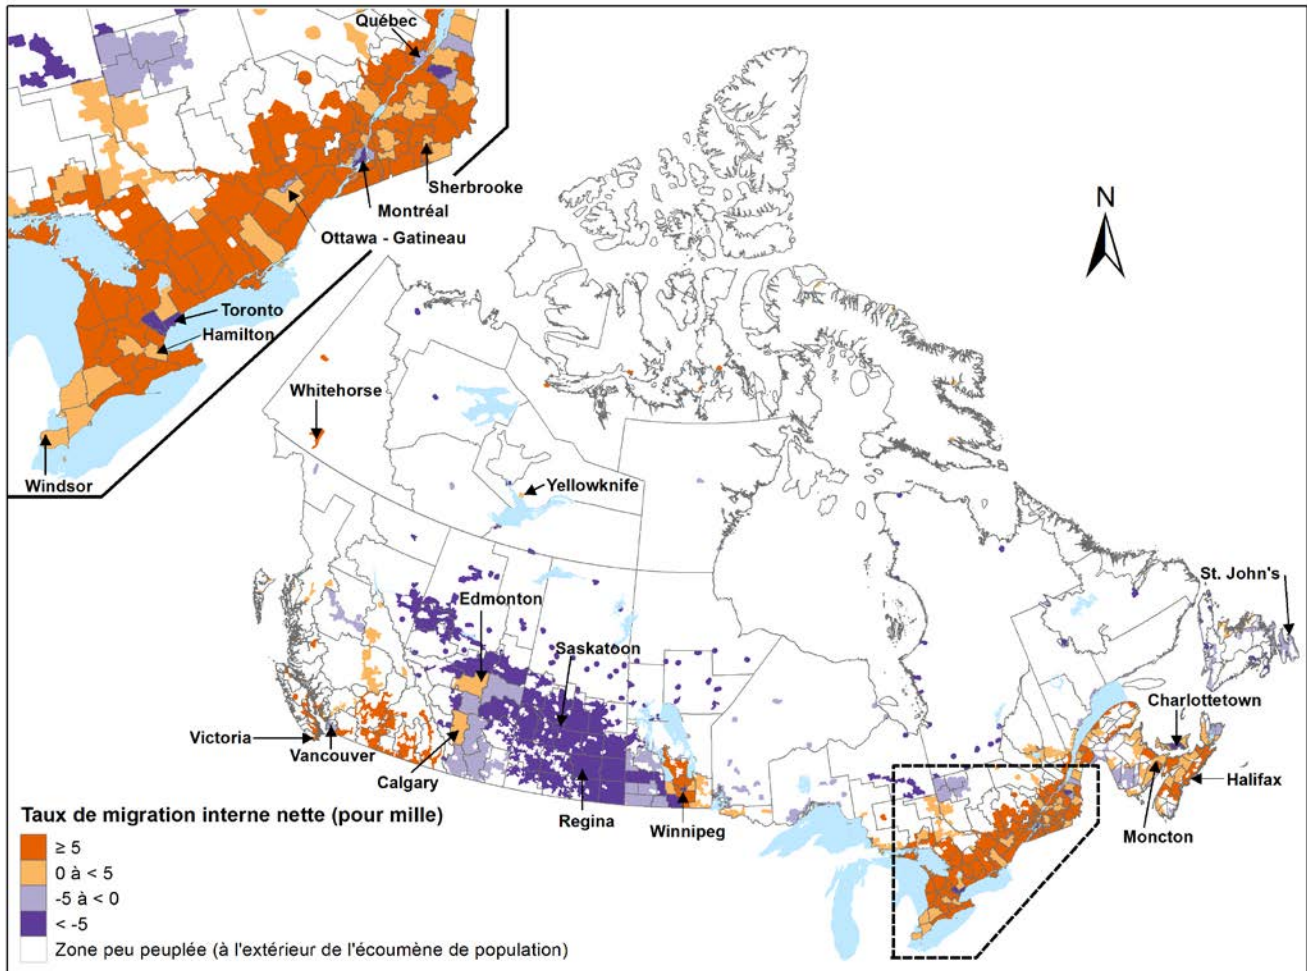 Québec
Sherbrooke
Montréal
Ottawa - Gatineau
Toronto
Hamilton
Windsor
N
Whitehorse
Yellowknife
St. John's
Edmonton
Saskatoon
Charlottetown
Victoria
Vancouver
Calgary
Halifax
Regina
Winnipeg
Moncton
Taux de migration interne nette (pour mille)
≥ 5
0 à < 5
-5 à < 0
< -5
Zone peu peuplée (à l'extérieur de l'écoumène de population)